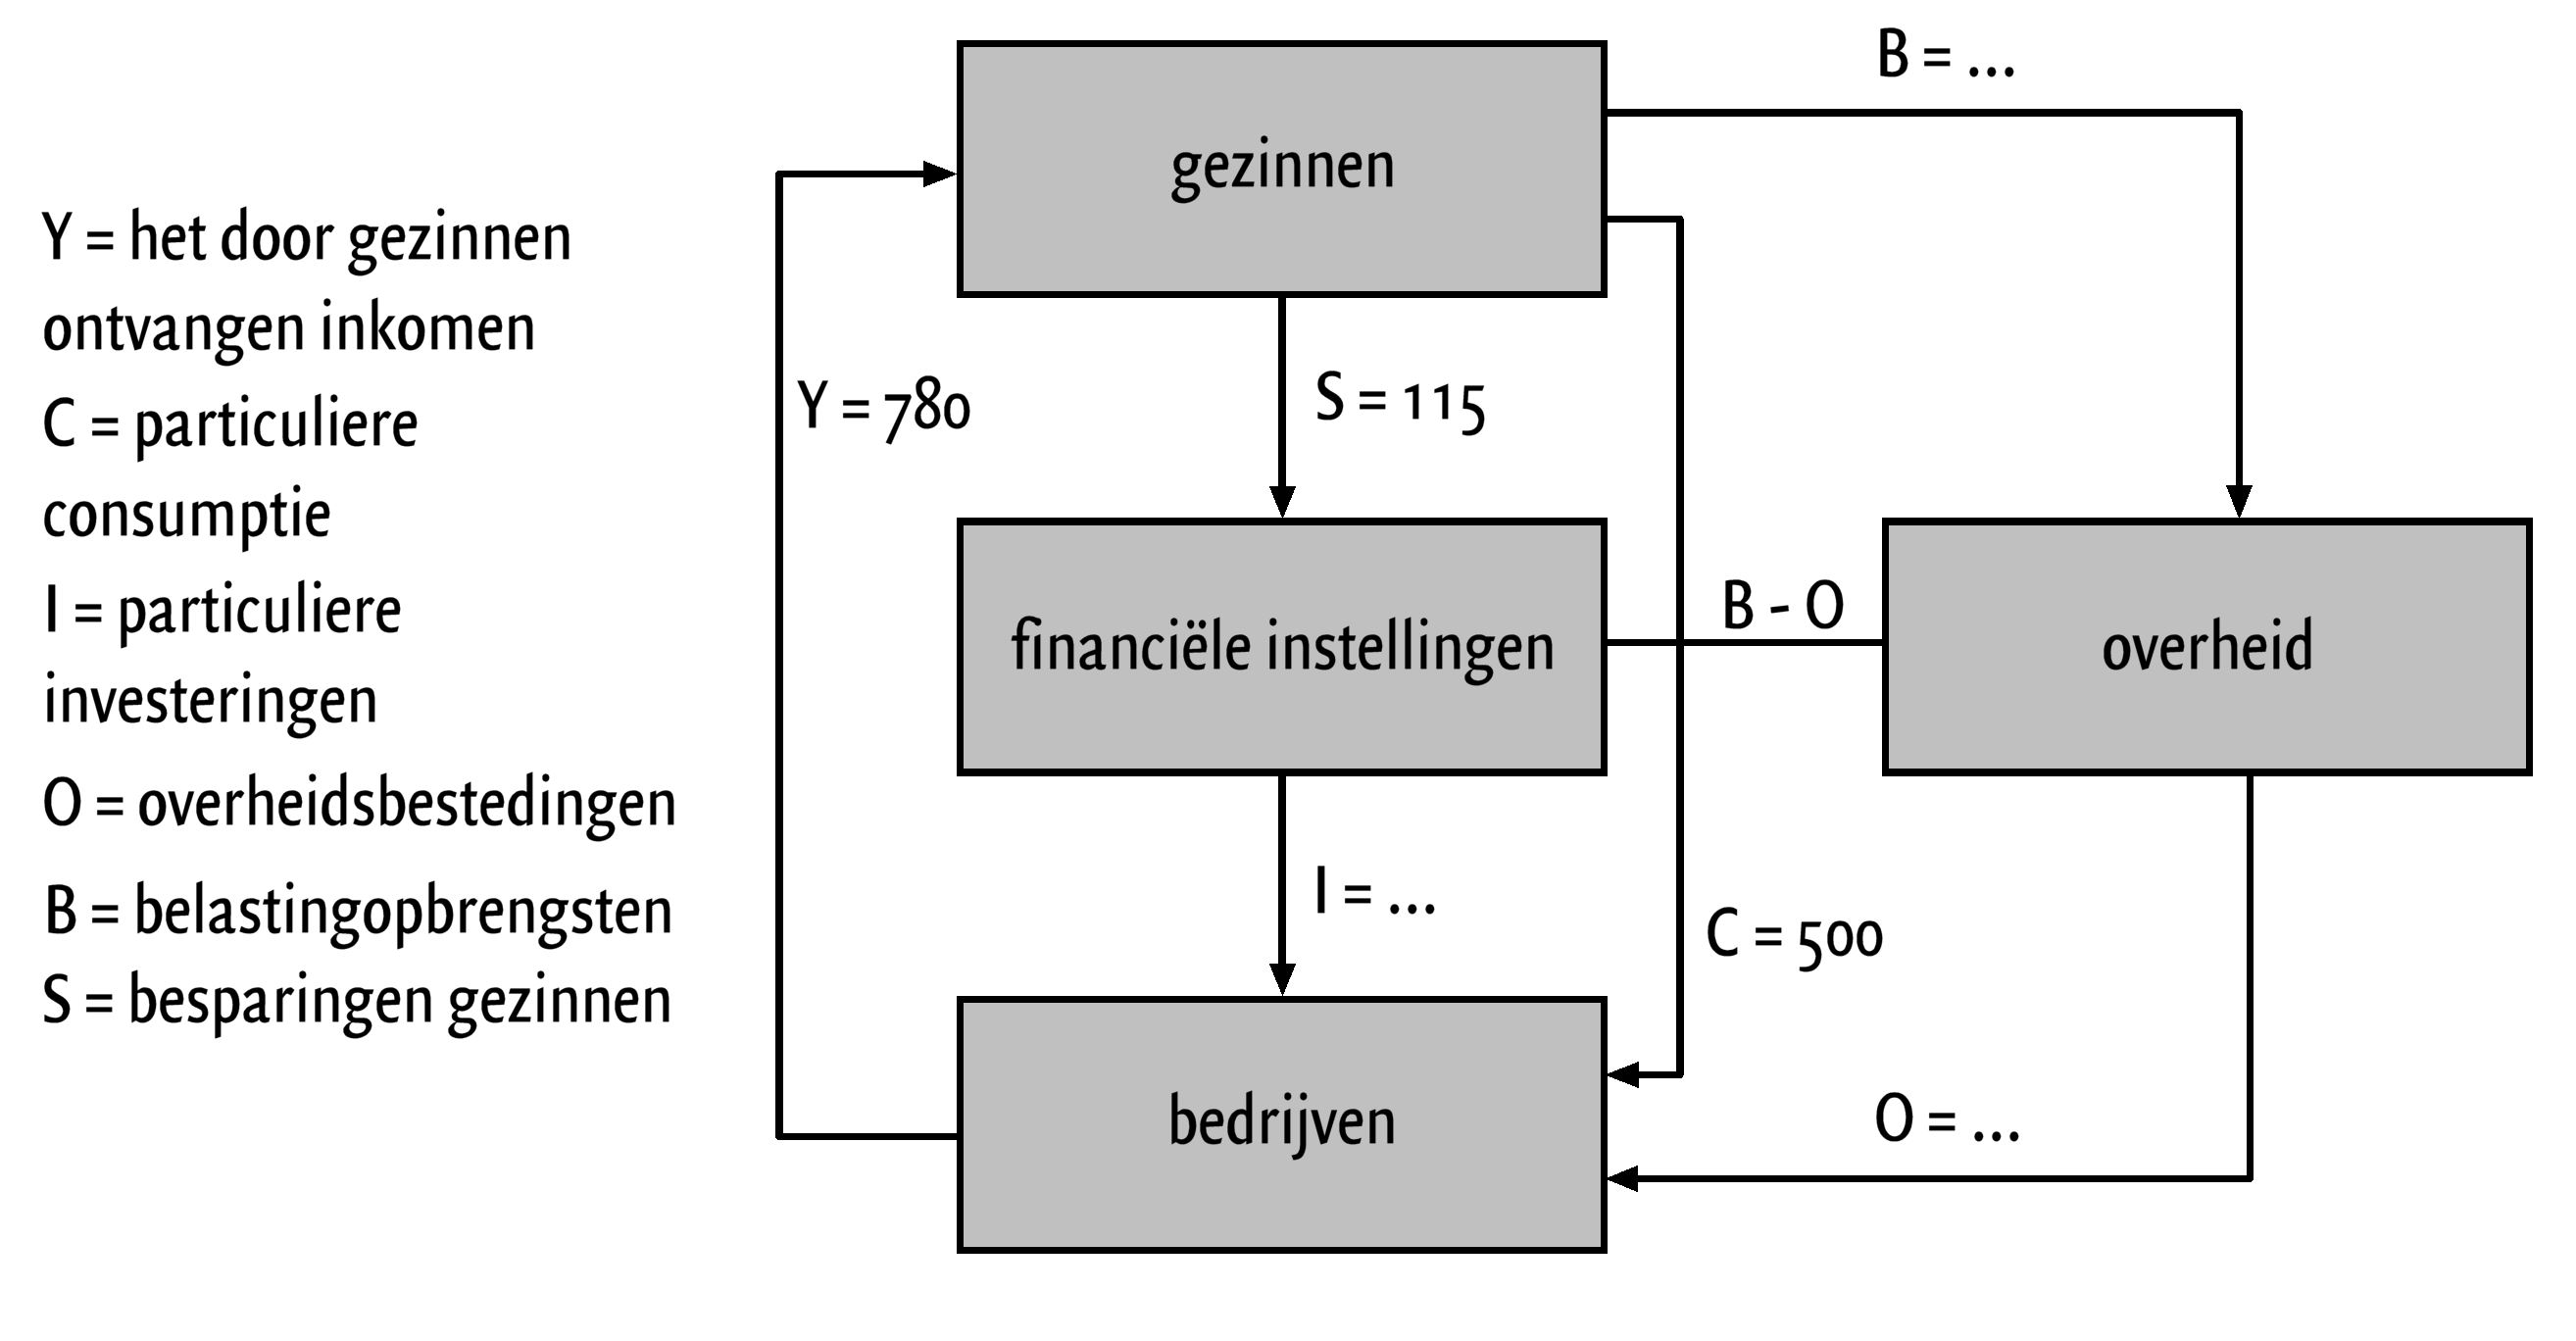 Y = het door gezinnen
ontvangen inkomen
C = particuliere
consumptie
I = particuliere
investeringen
O = overheidsbestedingen
B = belastingopbrengsten
S = besparingen gezinnen
B = ...
gezinnen
Y = 780
S = 115
B - O
financiële instellingen
overheid
I = ...
C = 500
bedrijven
O = ...